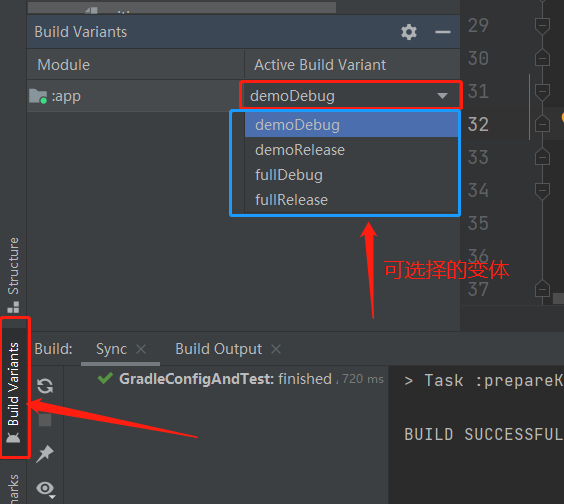 Build Variants
Module
Active Build Variant
:app
demoDebug
demoDebug
demoRelease
fullDebug
fullRelease
可选择的变体
29
30
31
32
33
34
35
36
37
Structure
Build Variants
Build:
Sync
Build Output
GradleConfigAndTest: finished , 720 ms
> Task :prepareK
BUILD SUCCESSFUL